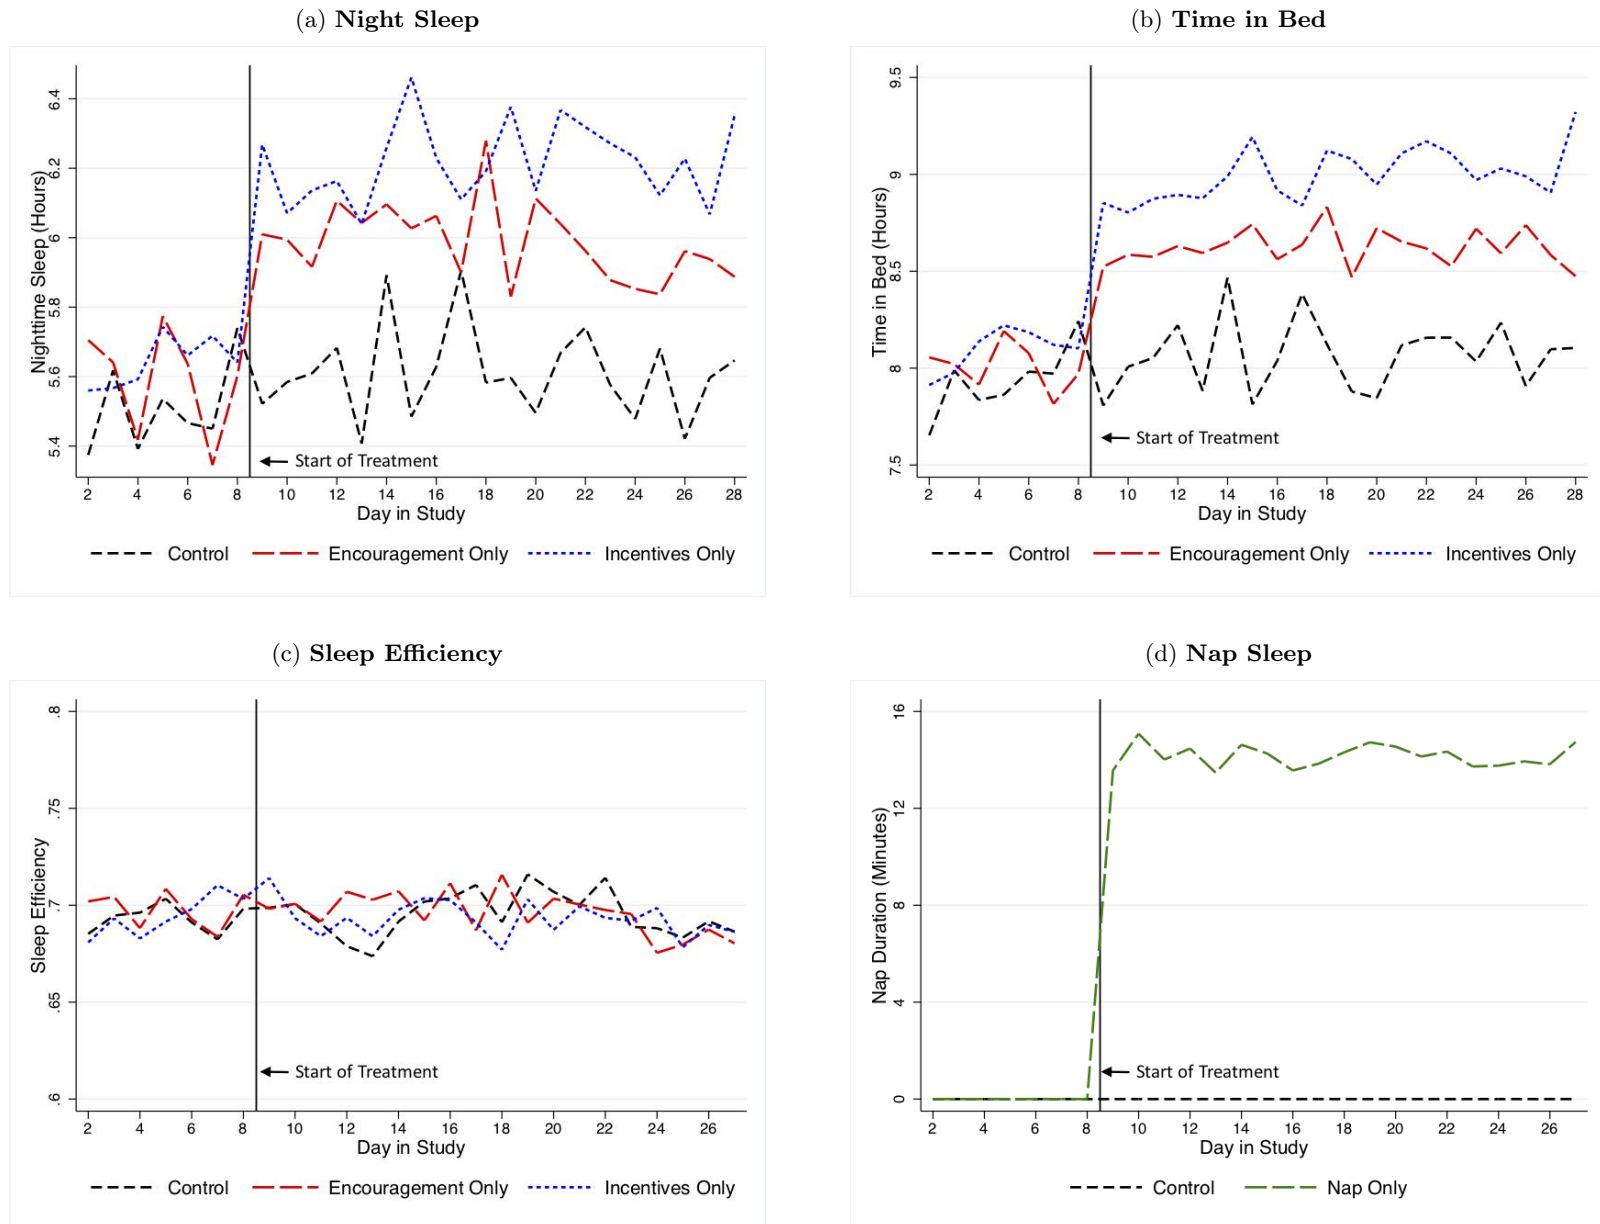 (a) Night Sleep
Nighttime Sleep (Hours)
6.4
6.2
6
5.8
5.6
5.4
Start of Treatment
2 4 6 8 10 12 14 16 18 20 22 24 26 28
Day in Study
Control Encouragement Only Incentives Only
(b) Time in Bed
Time in Bed (Hours)
9.5
9
8.5
8
7.5
Start of Treatment
2 4 6 8 10 12 14 16 18 20 22 24 26 28
Day in Study
Control Encouragement Only Incentives Only
(c) Sleep Efficiency
Sleep Efficiency
.8
.75
.7
.65
.6
Start of Treatment
2 4 6 8 10 12 14 16 18 20 22 24 26
Day in Study
Control Encouragement Only Incentives Only
(d) Nap Sleep
Nap Duration (Minutes)
16
12
8
4
0
Start of Treatment
2 4 6 8 10 12 14 16 18 20 22 24 26
Day in Study
Control Nap Only